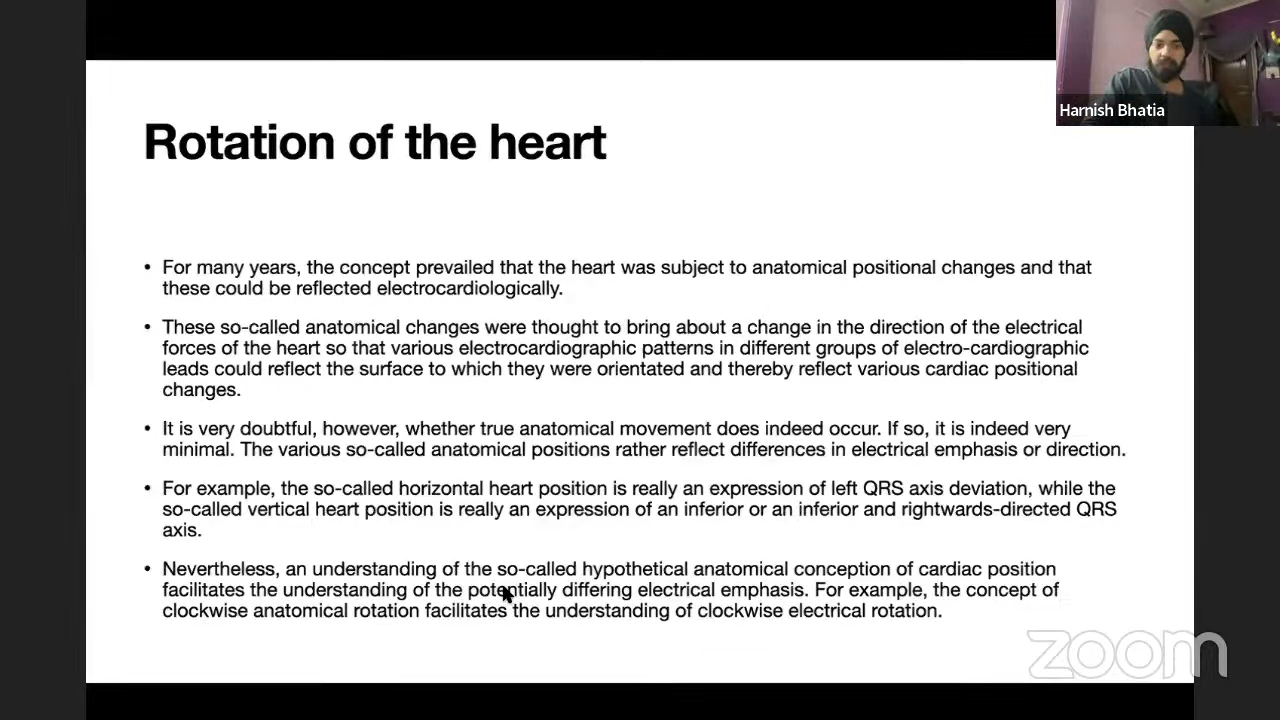 Harnish Bhatia
Rotation of the heart
• For many years, the concept prevailed that the heart was subject to anatomical positional changes and that
these could be reflected electrocardiologically.
• These so-called anatomical changes were thought to bring about a change in the direction of the electrical
forces of the heart so that various electrocardiographic patterns in different groups of electro-cardiographic
leads could reflect the surface to which they were orientated and thereby reflect various cardiac positional
changes.
• It is very doubtful, however, whether true anatomical movement does indeed occur. If so, it is indeed very
minimal. The various so-called anatomical positions rather reflect differences in electrical emphasis or direction.
• For example, the so-called horizontal heart position is really an expression of left QRS axis deviation, while the
so-called vertical heart position is really an expression of an inferior or an inferior and rightwards-directed QRS
axis.
• Nevertheless, an understanding of the so-called hypothetical anatomical conception of cardiac position
facilitates the understanding of the potentially differing electrical emphasis. For example, the concept of
clockwise anatomical rotation facilitates the understanding of clockwise electrical rotation.
zoom